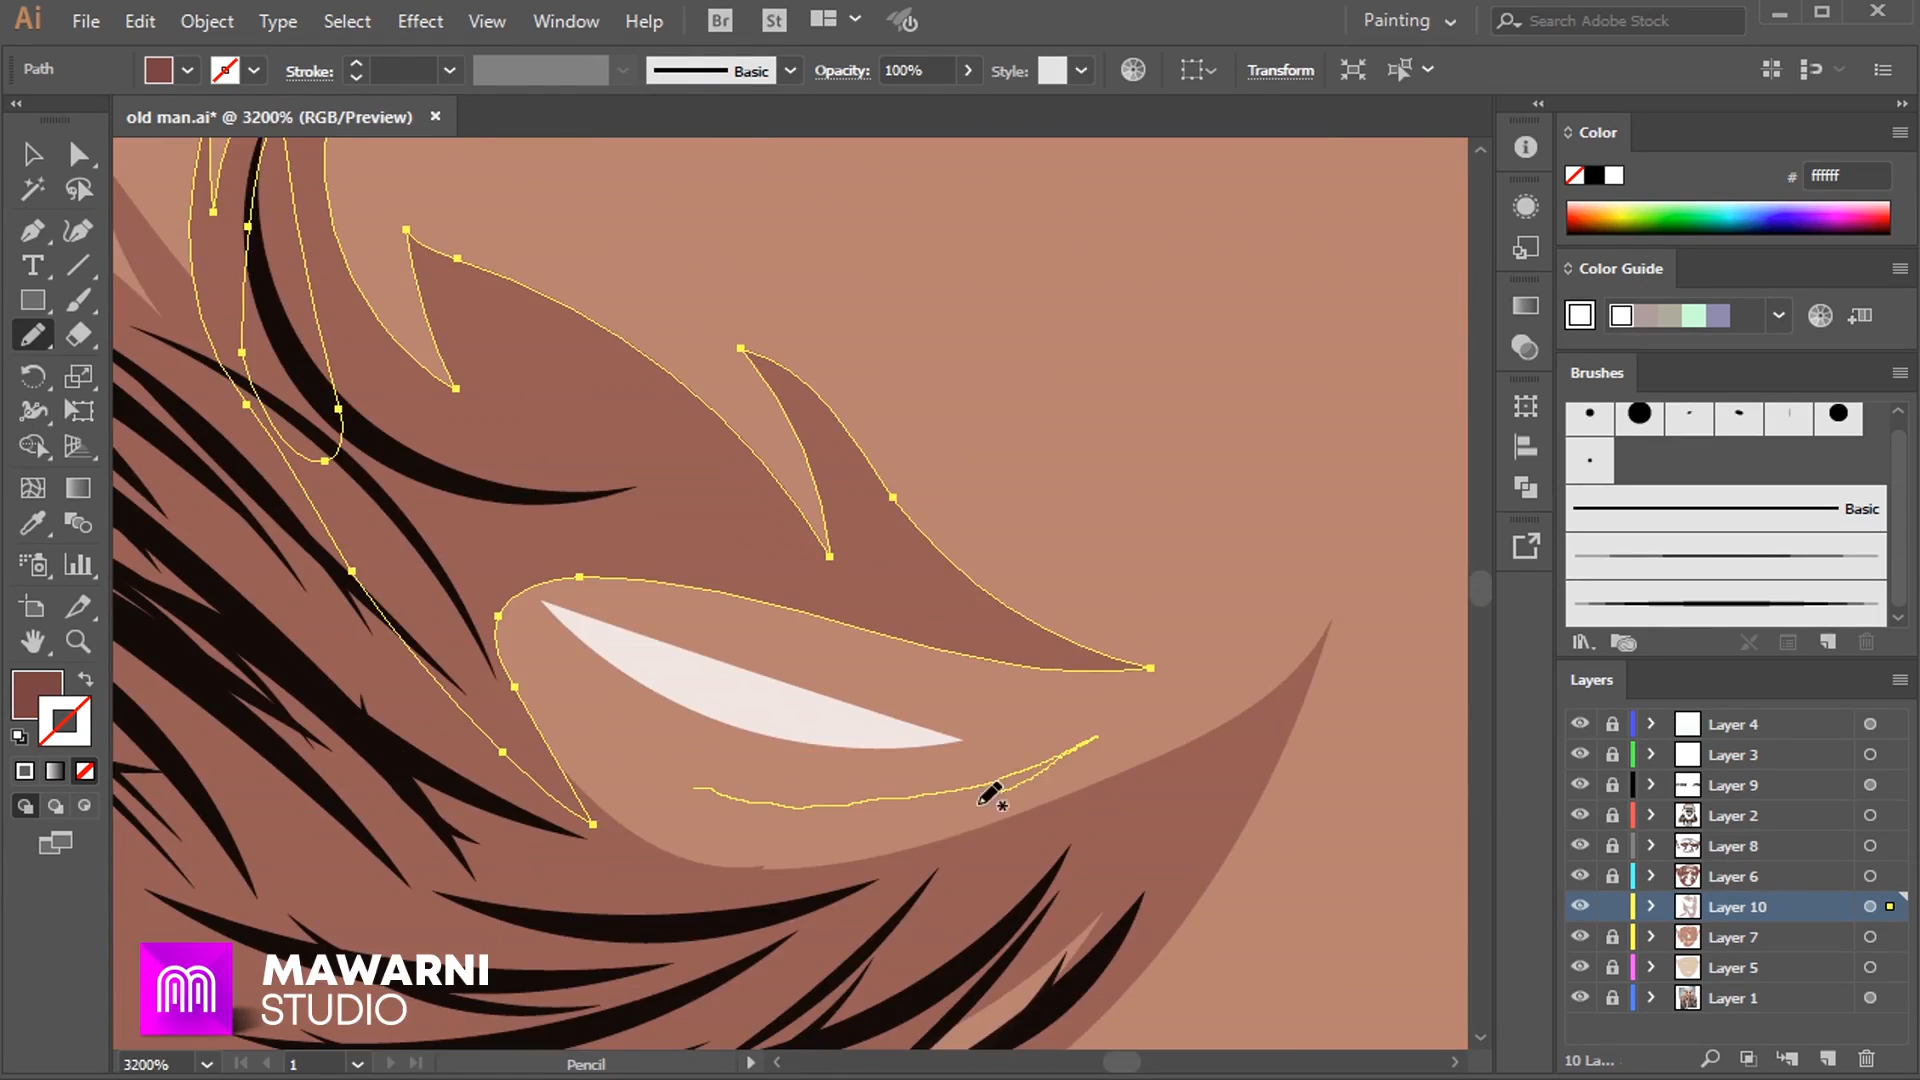 Ai File Edit Object Type Select Effect View Window Help Br St Painting Search Adobe Stock
Path Stroke: Basic Opacity: 100% Style: Transform
old man.ai* @ 3200% (RGB/Preview)
Color
# ffffff
Color Guide
Brushes
Basic
Layers
Layer 4
Layer 3
Layer 9
Layer 2
Layer 8
Layer 6
Layer 10
Layer 7
Layer 5
Layer 1
MAWARNI
STUDIO
3200% 1 Pencil 10 La...